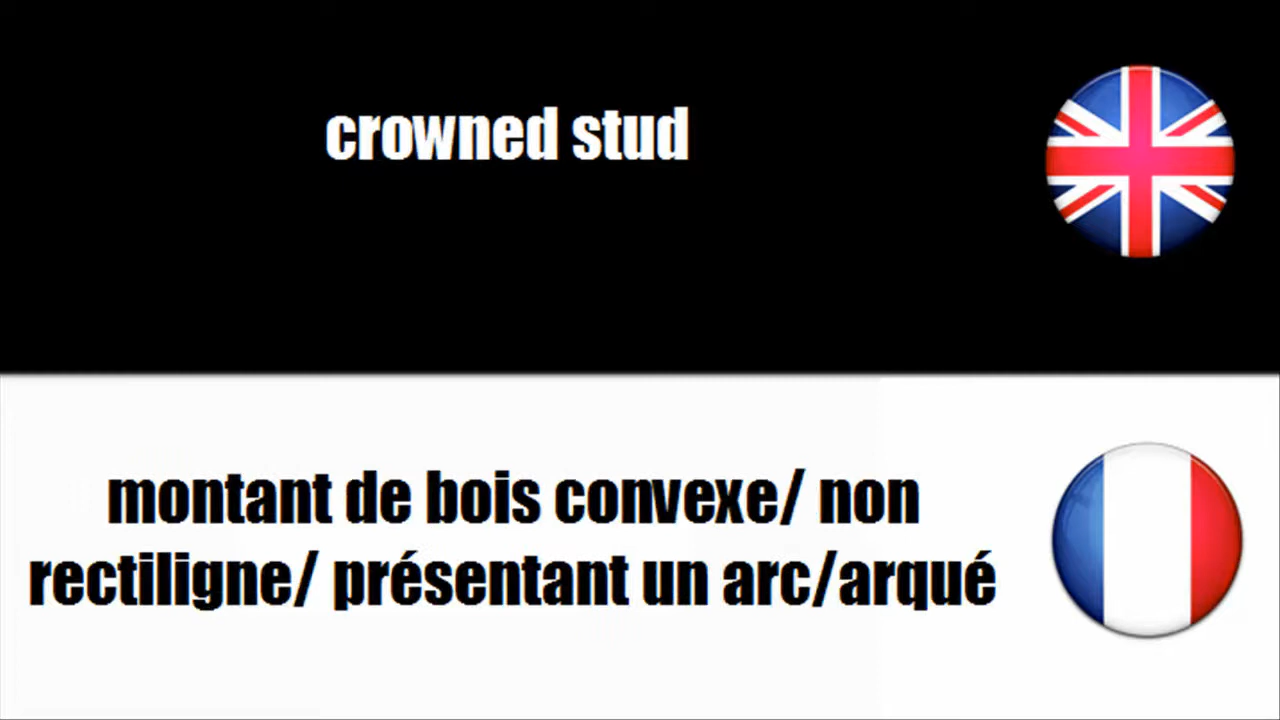 crowned stud
montant de bois convexe/ non
rectiligne/ présentant un arc/arqué